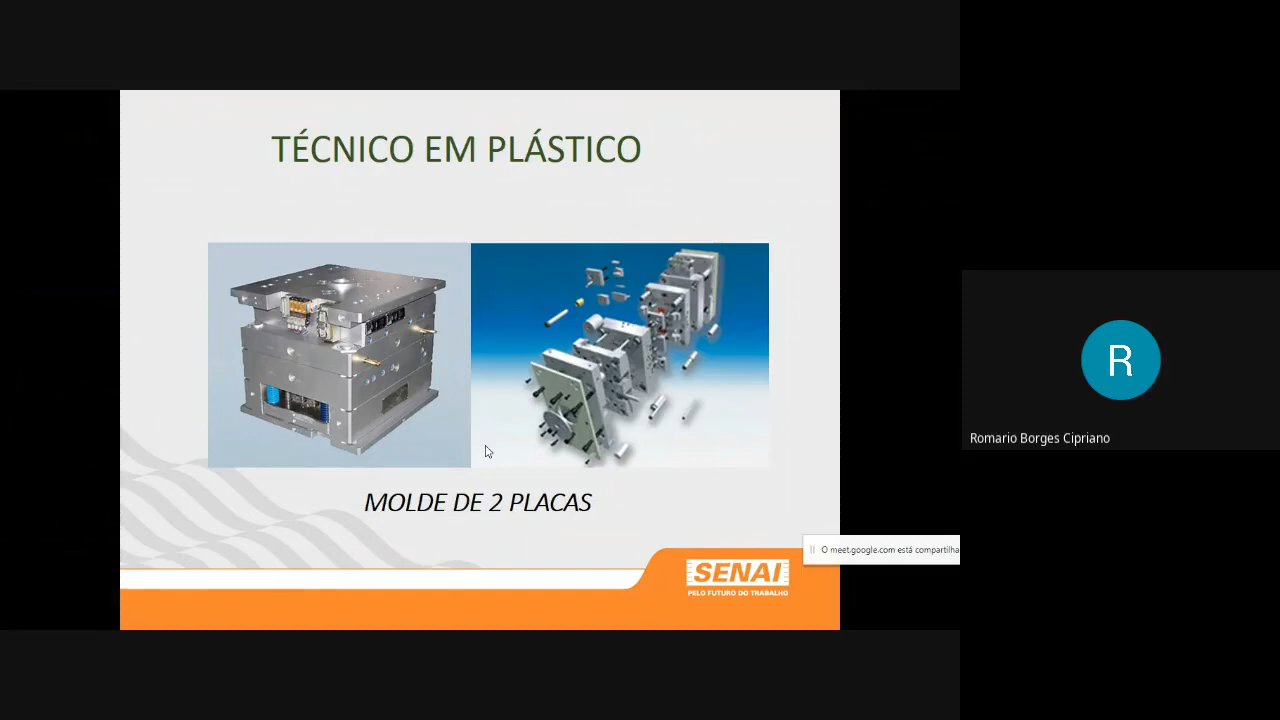 TÉCNICO EM PLÁSTICO
MOLDE DE 2 PLACAS
O meet.google.com está compartilha
SENAI
PELO FUTURO DO TRABALHO
R
Romario Borges Cipriano